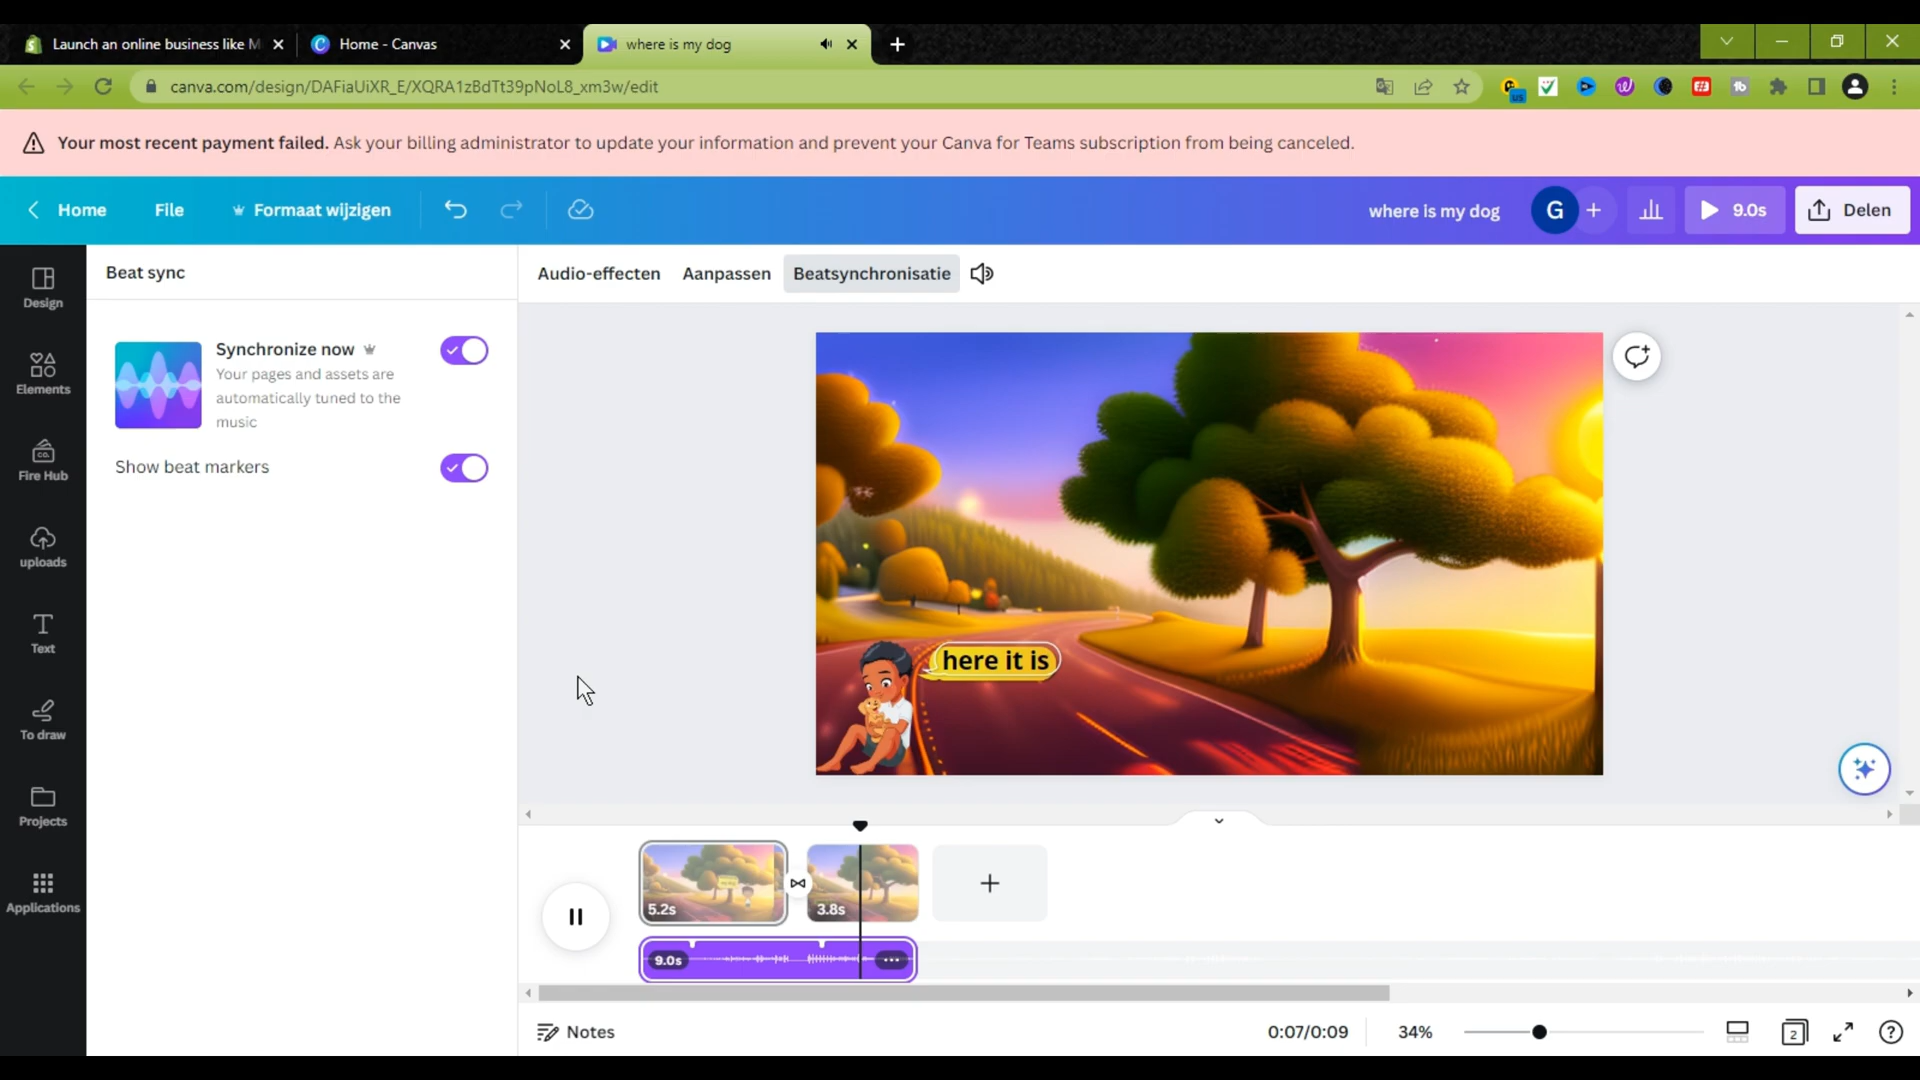 Launch an online business like M
Home - Canvas
where is my dog
canva.com/design/DAFiaUiXR_E/XQRA1zBdTt39pNoL8_xm3w/edit
US
Your most recent payment failed. Ask your billing administrator to update your information and prevent your Canva for Teams subscription from being canceled.
Home
File
Formaat wijzigen
where is my dog
G
9.0s
Delen
Design
Elements
CO.
Fire Hub
uploads
Text
To draw
Projects
Applications
Beat sync
Synchronize now
Your pages and assets are
automatically tuned to the
music
Show beat markers
Audio-effecten
Aanpassen
Beatsynchronisatie
here it is
5.2s
3.8s
9.0s
Notes
0:07/0:09
34%
2